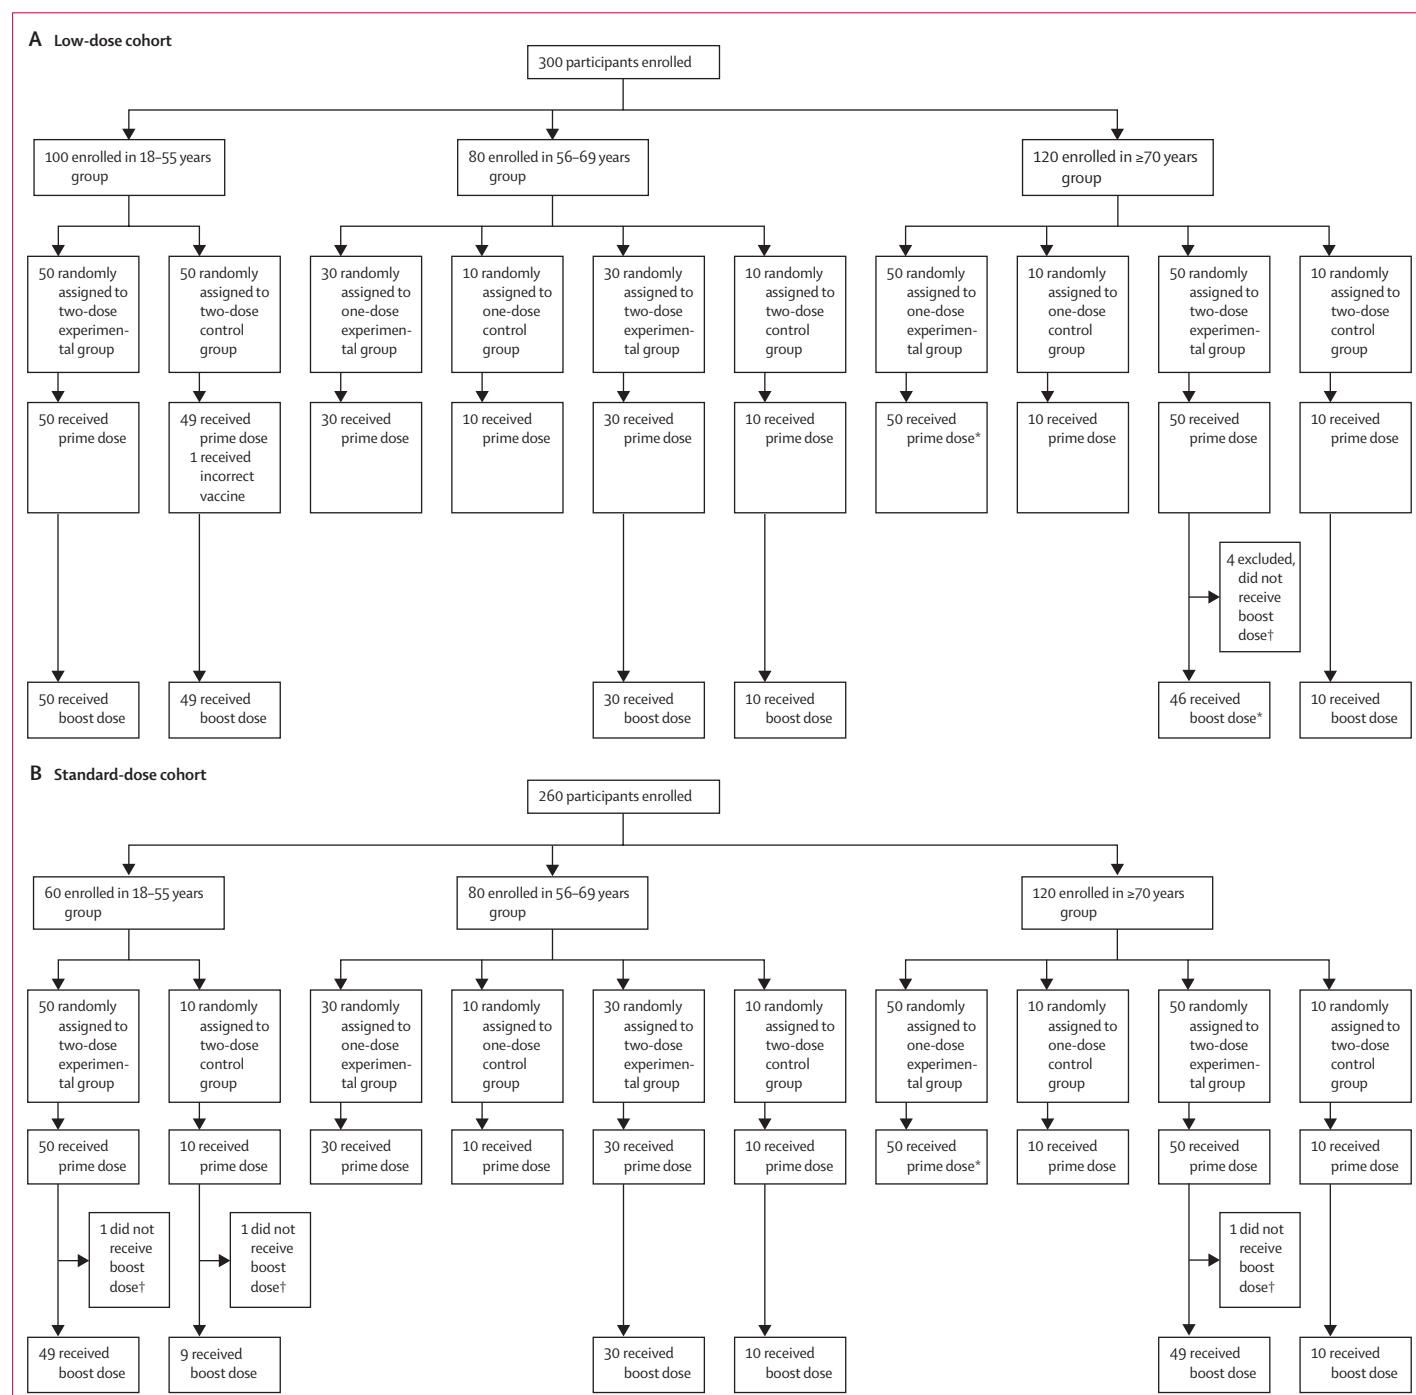 A Low-dose cohort
300 participants enrolled
100 enrolled in 18–55 years
group
80 enrolled in 56–69 years
group
120 enrolled in ≥70 years
group
50 randomly
assigned to
two-dose
experimen-
tal group
50 randomly
assigned to
two-dose
control
group
30 randomly
assigned to
one-dose
experimen-
tal group
10 randomly
assigned to
one-dose
control
group
30 randomly
assigned to
two-dose
experimen-
tal group
10 randomly
assigned to
two-dose
control
group
50 randomly
assigned to
one-dose
experimen-
tal group
10 randomly
assigned to
one-dose
control
group
50 randomly
assigned to
two-dose
experimen-
tal group
10 randomly
assigned to
two-dose
control
group
50 received
prime dose
49 received
prime dose
1 received
incorrect
vaccine
30 received
prime dose
10 received
prime dose
30 received
prime dose
10 received
prime dose
50 received
prime dose*
10 received
prime dose
50 received
prime dose
10 received
prime dose
4 excluded,
did not
receive
boost
dose†
50 received
boost dose
49 received
boost dose
30 received
boost dose
10 received
boost dose
46 received
boost dose*
10 received
boost dose
B Standard-dose cohort
260 participants enrolled
60 enrolled in 18–55 years
group
80 enrolled in 56–69 years
group
120 enrolled in ≥70 years
group
50 randomly
assigned to
two-dose
experimen-
tal group
10 randomly
assigned to
two-dose
control
group
30 randomly
assigned to
one-dose
experimen-
tal group
10 randomly
assigned to
one-dose
control
group
30 randomly
assigned to
two-dose
experimen-
tal group
10 randomly
assigned to
two-dose
control
group
50 randomly
assigned to
one-dose
experimen-
tal group
10 randomly
assigned to
one-dose
control
group
50 randomly
assigned to
two-dose
experimen-
tal group
10 randomly
assigned to
two-dose
control
group
50 received
prime dose
10 received
prime dose
30 received
prime dose
10 received
prime dose
30 received
prime dose
10 received
prime dose
50 received
prime dose*
10 received
prime dose
50 received
prime dose
10 received
prime dose
1 did not
receive
boost
dose†
1 did not
receive
boost
dose†
1 did not
receive
boost
dose†
49 received
boost dose
9 received
boost dose
30 received
boost dose
10 received
boost dose
49 received
boost dose
10 received
boost dose